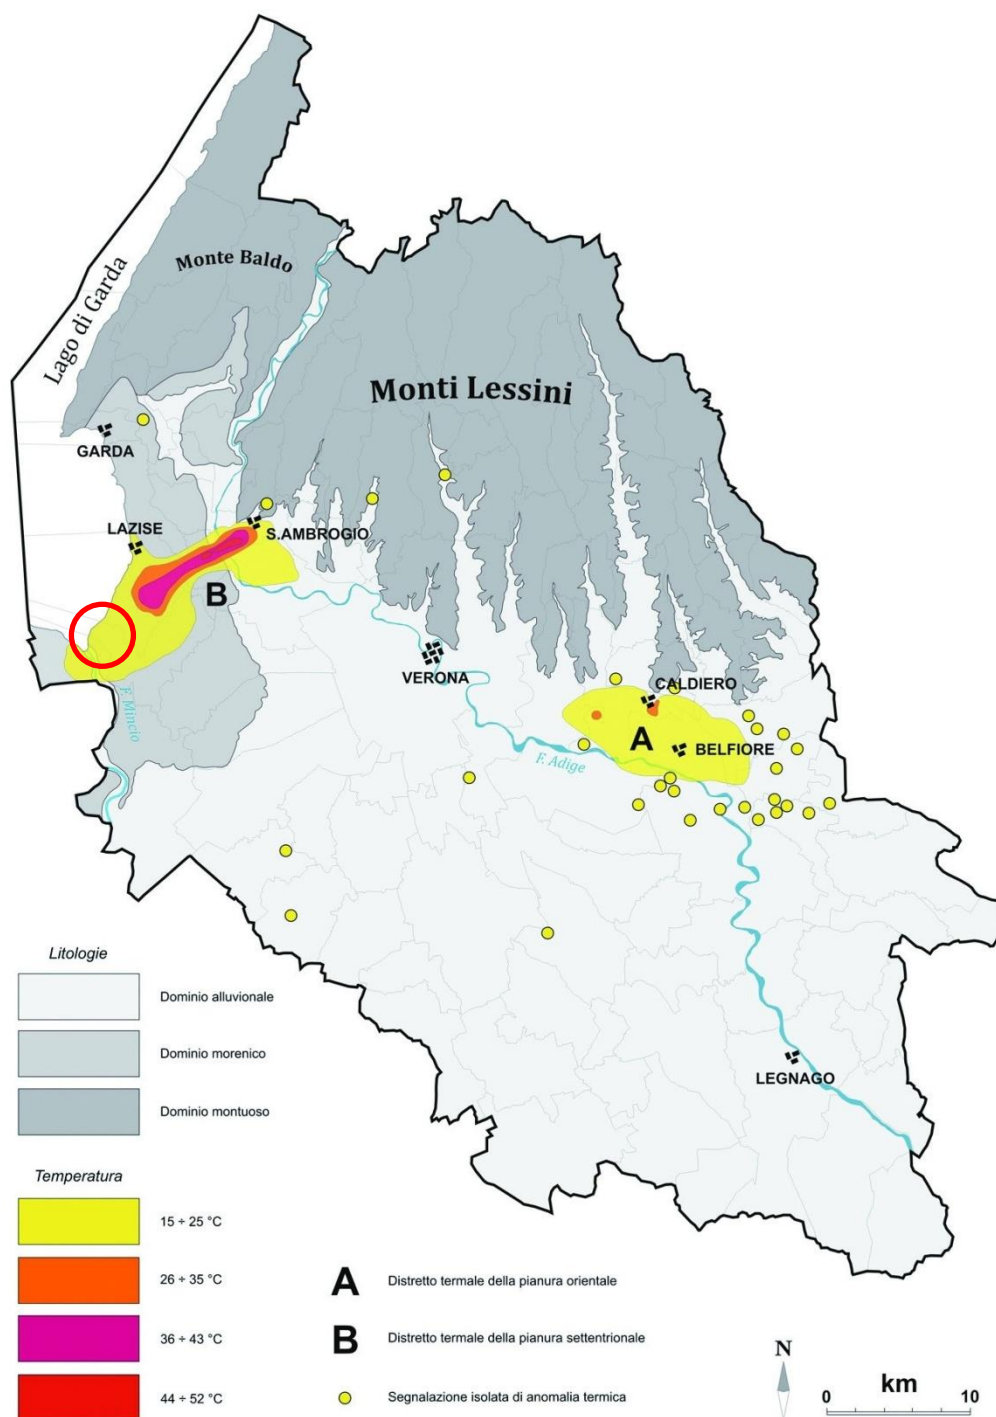 Monte Baldo
Lago di Garda
Monti Lessini
GARDA
LAZISE
S.AMBROGIO
B
VERONA
CALDIERO
A
BELFIORE
F. Mincio
F. Adige
LEGNAGO
Litologie
Dominio alluvionale
Dominio morenico
Dominio montuoso
Temperatura
15 ÷ 25 °C
26 ÷ 35 °C
36 ÷ 43 °C
44 ÷ 52 °C
A Distretto termale della pianura orientale
B Distretto termale della pianura settentrionale
Segnalazione isolata di anomalia termica
N
km
0 10